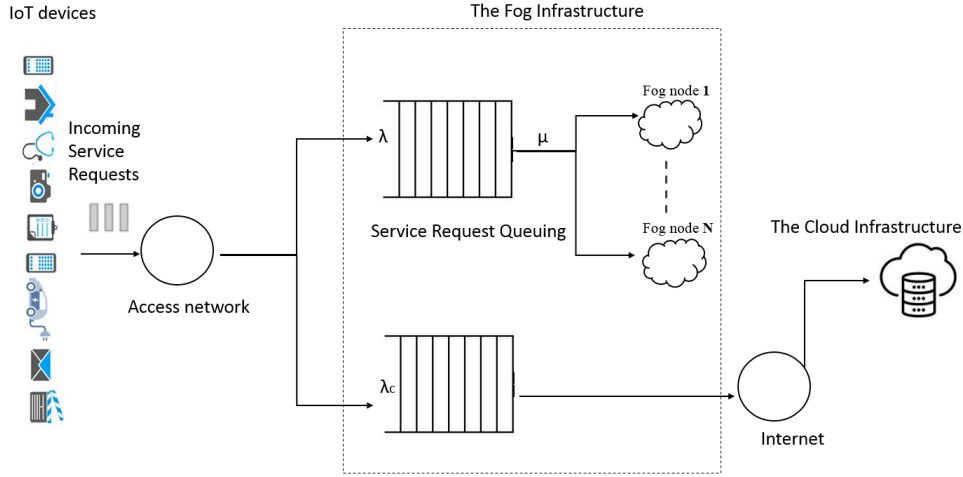 IoT devices
The Fog Infrastructure
Incoming
Service
Requests
Access network
λ
μ
Service Request Queuing
Fog node 1
Fog node N
The Cloud Infrastructure
λc
Internet